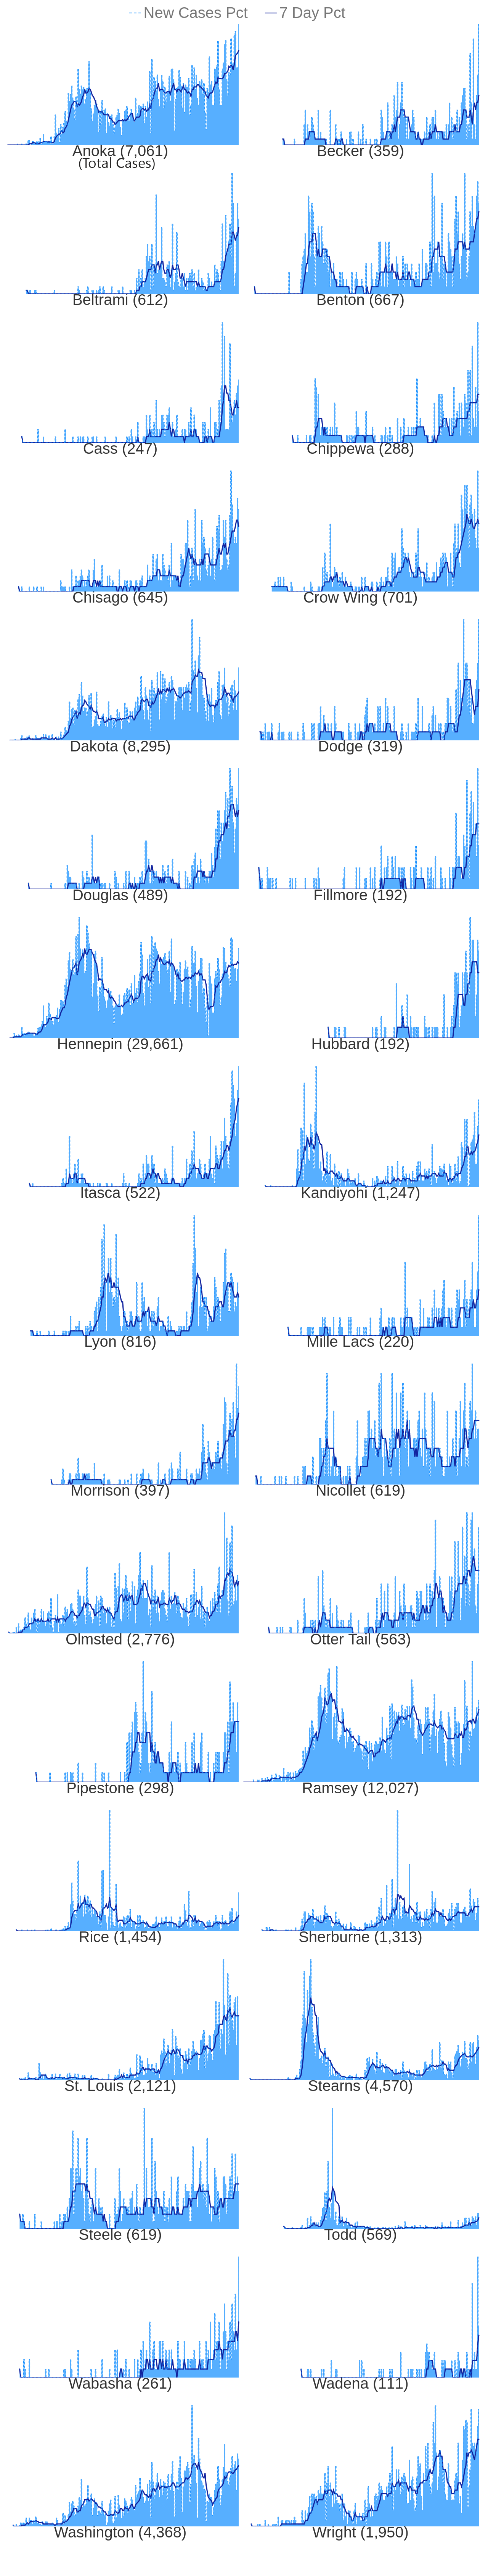 New Cases Pct 7 Day Pct
Anoka (7,061) Becker (359)
(Total Cases)
Beltrami (612) Benton (667)
Cass (247) Chippewa (288)
Chisago (645) Crow Wing (701)
Dakota (8,295) Dodge (319)
Douglas (489) Fillmore (192)
Hennepin (29,661) Hubbard (192)
Itasca (522) Kandiyohi (1,247)
Lyon (816) Mille Lacs (220)
Morrison (397) Nicollet (619)
Olmsted (2,776) Otter Tail (563)
Pipestone (298) Ramsey (12,027)
Rice (1,454) Sherburne (1,313)
St. Louis (2,121) Stearns (4,570)
Steele (619) Todd (569)
Wabasha (261) Wadena (111)
Washington (4,368) Wright (1,950)